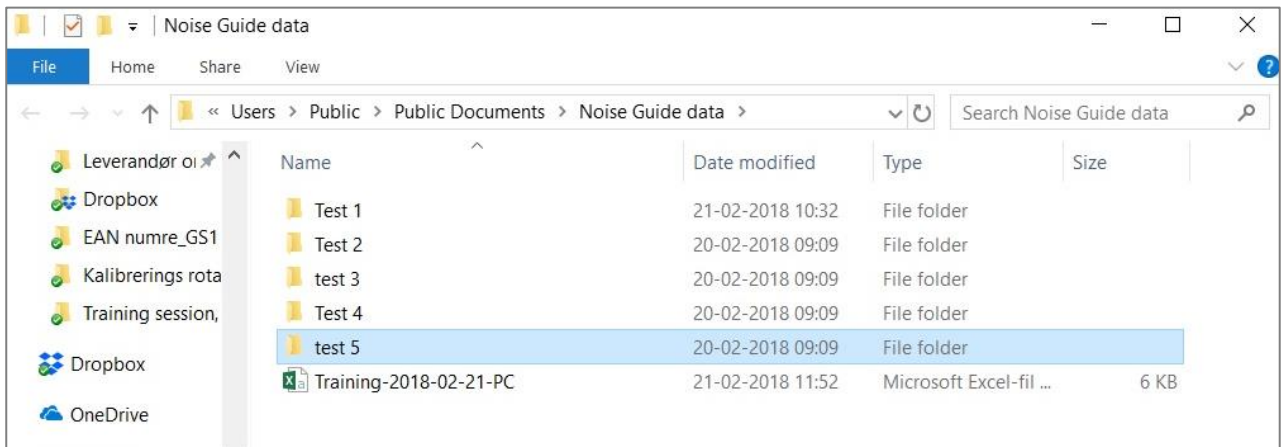 Noise Guide data
File Home Share View
« Users > Public > Public Documents > Noise Guide data > Search Noise Guide data
Name Date modified Type Size
Leverandør
Dropbox
EAN numre_GS1
Kalibrerings rota
Training session,
Dropbox
OneDrive
Test 1 21-02-2018 10:32 File folder
Test 2 20-02-2018 09:09 File folder
test 3 20-02-2018 09:09 File folder
Test 4 20-02-2018 09:09 File folder
test 5 20-02-2018 09:09 File folder
Training-2018-02-21-PC 21-02-2018 11:52 Microsoft Excel-fil ... 6 KB